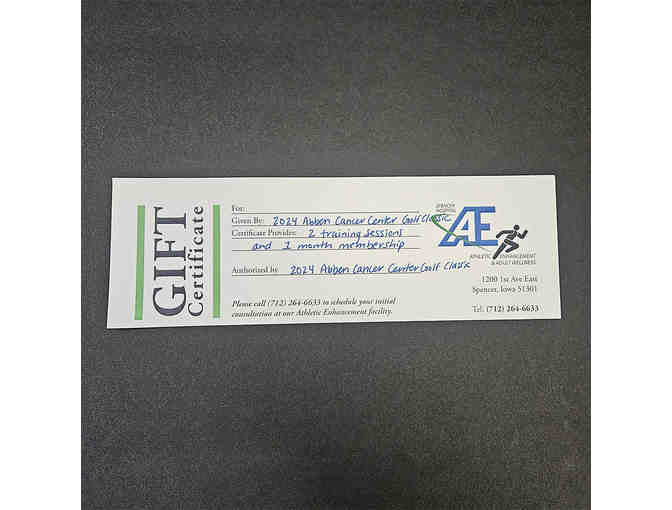 GIFT
Certificate
For:
Given By: 2024 Abben Cancer Center Golf Classic
Certificate Provides: 2 training sessions
and 1 month membership
Authorized by 2024 Abben Cancer Center Golf Classic
Please call (712) 264-6633 to schedule your initial
consultation at our Athletic Enhancement facility.
SPENCER
HOSPITAL
AE
ATHLETIC ENHANCEMENT
& ADULT WELLNESS
1200 1st Ave East
Spencer, Iowa 51301
Tel: (712) 264-6633